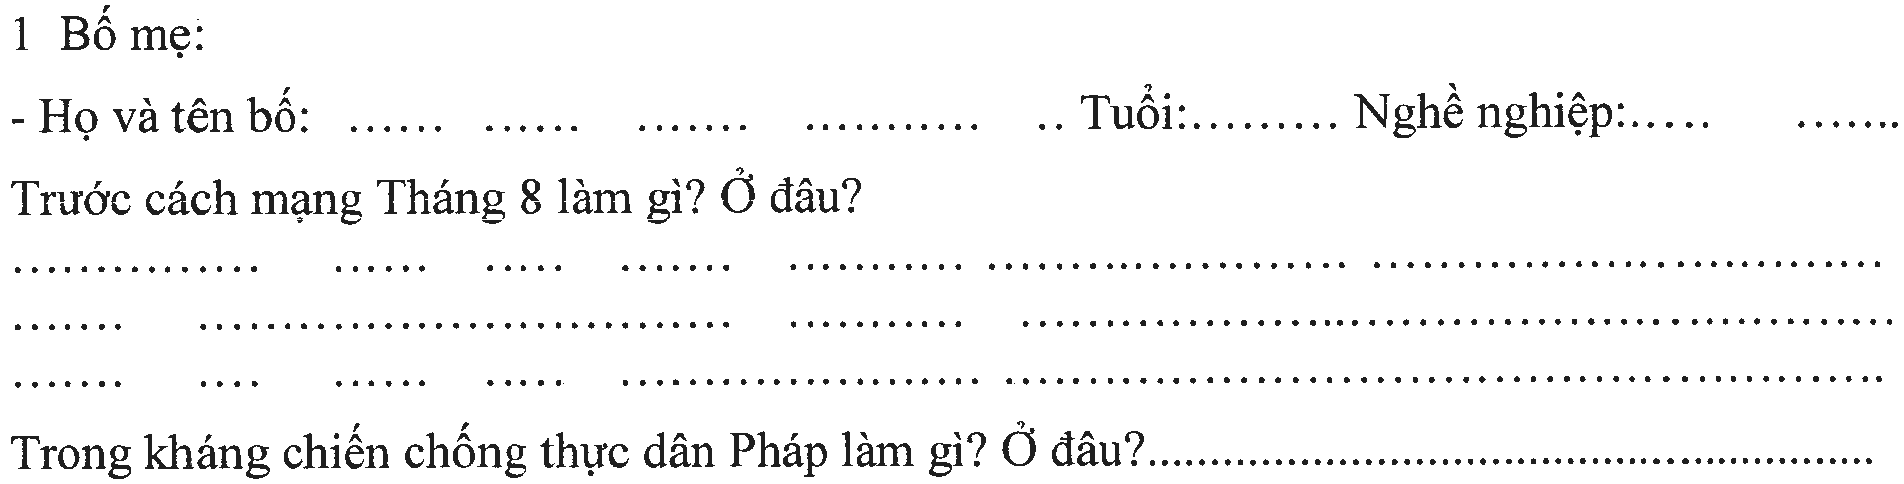 1 Bố mẹ:
- Họ và tên bố: ...... ...... ....... ........... .. Tuổi:......... Nghề nghiệp:..... .......
Trước cách mạng Tháng 8 làm gì? Ở đâu?
............... ...... ..... ....... ........... ...................... ...............................
....... ................................. ........... .....................................................
....... .... ...... ..... ...................... .....................................................
Trong kháng chiến chống thực dân Pháp làm gì? Ở đâu?.........................................................